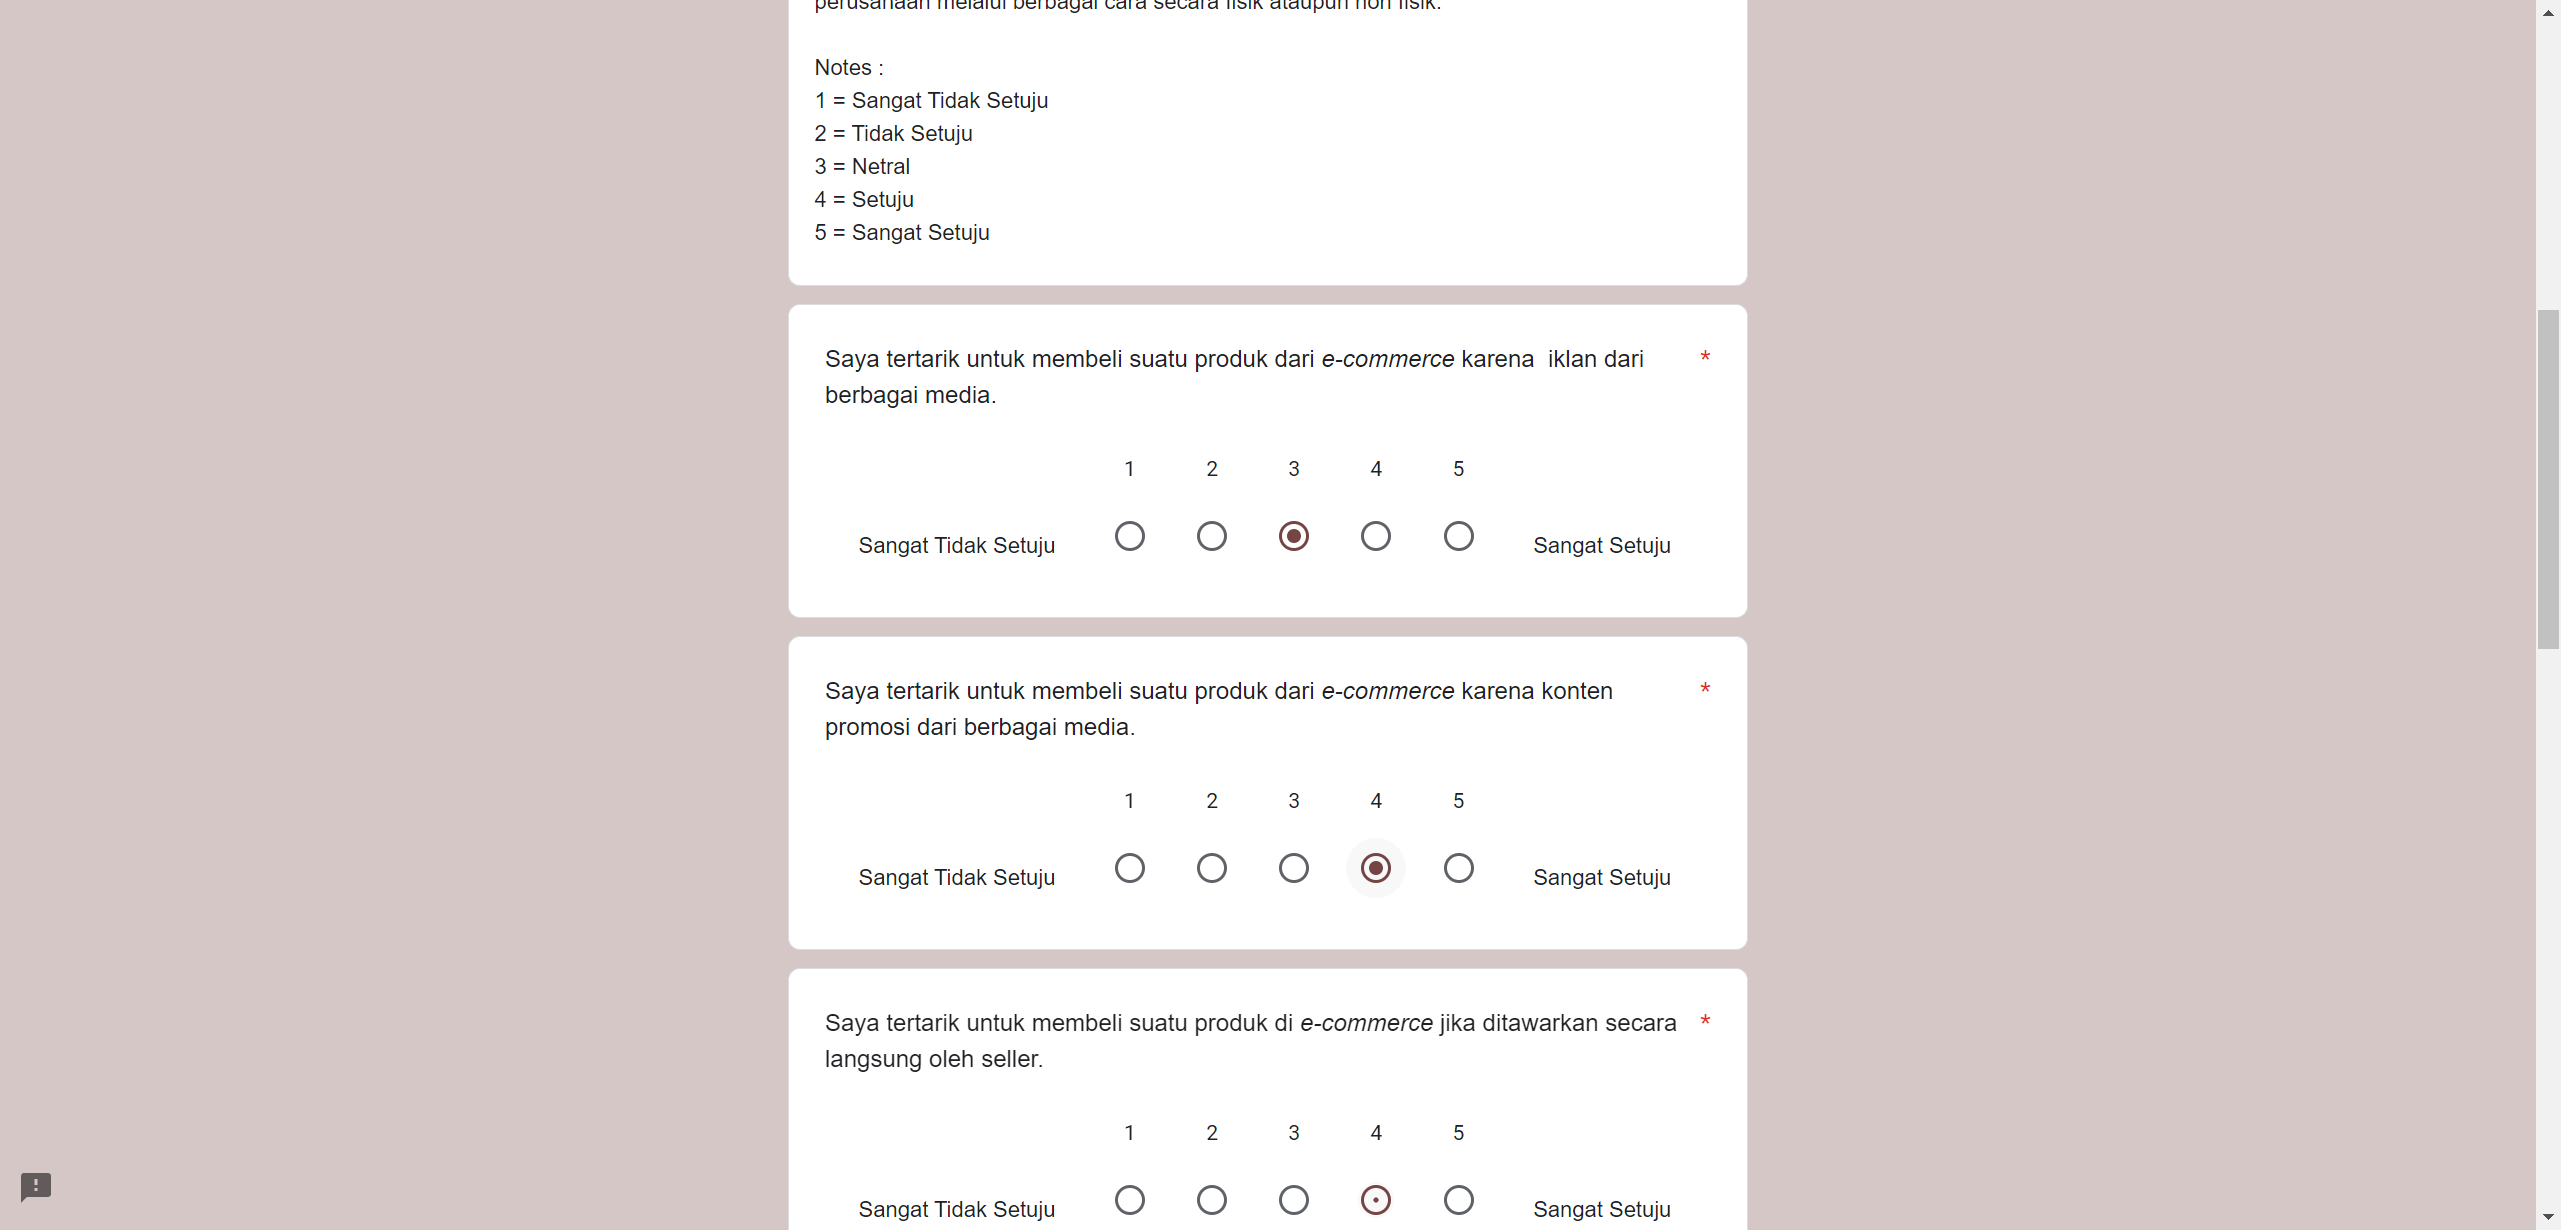 perusahaan melalui berbagai cara secara fisik ataupun non fisik.
Notes :
1 = Sangat Tidak Setuju
2 = Tidak Setuju
3 = Netral
4 = Setuju
5 = Sangat Setuju
Saya tertarik untuk membeli suatu produk dari e-commerce karena  iklan dari *
berbagai media.
1 2 3 4 5
Sangat Tidak Setuju Sangat Setuju
Saya tertarik untuk membeli suatu produk dari e-commerce karena konten *
promosi dari berbagai media.
1 2 3 4 5
Sangat Tidak Setuju Sangat Setuju
Saya tertarik untuk membeli suatu produk di e-commerce jika ditawarkan secara *
langsung oleh seller.
1 2 3 4 5
Sangat Tidak Setuju Sangat Setuju